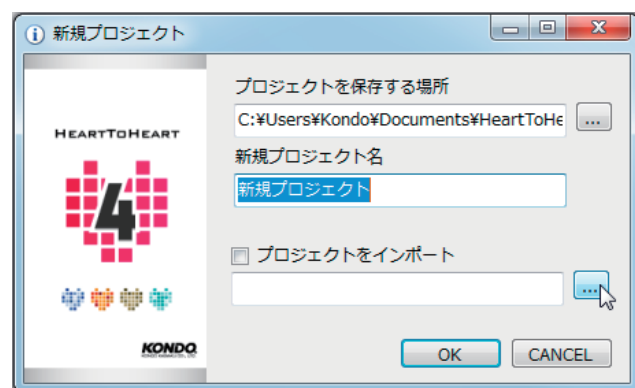 新規プロジェクト
プロジェクトを保存する場所
C:¥Users¥Kondo¥Documents¥HeartToHe
...
HEARTTOHEART
4
新規プロジェクト名
新規プロジェクト
プロジェクトをインポート
...
KONDO
OK
CANCEL